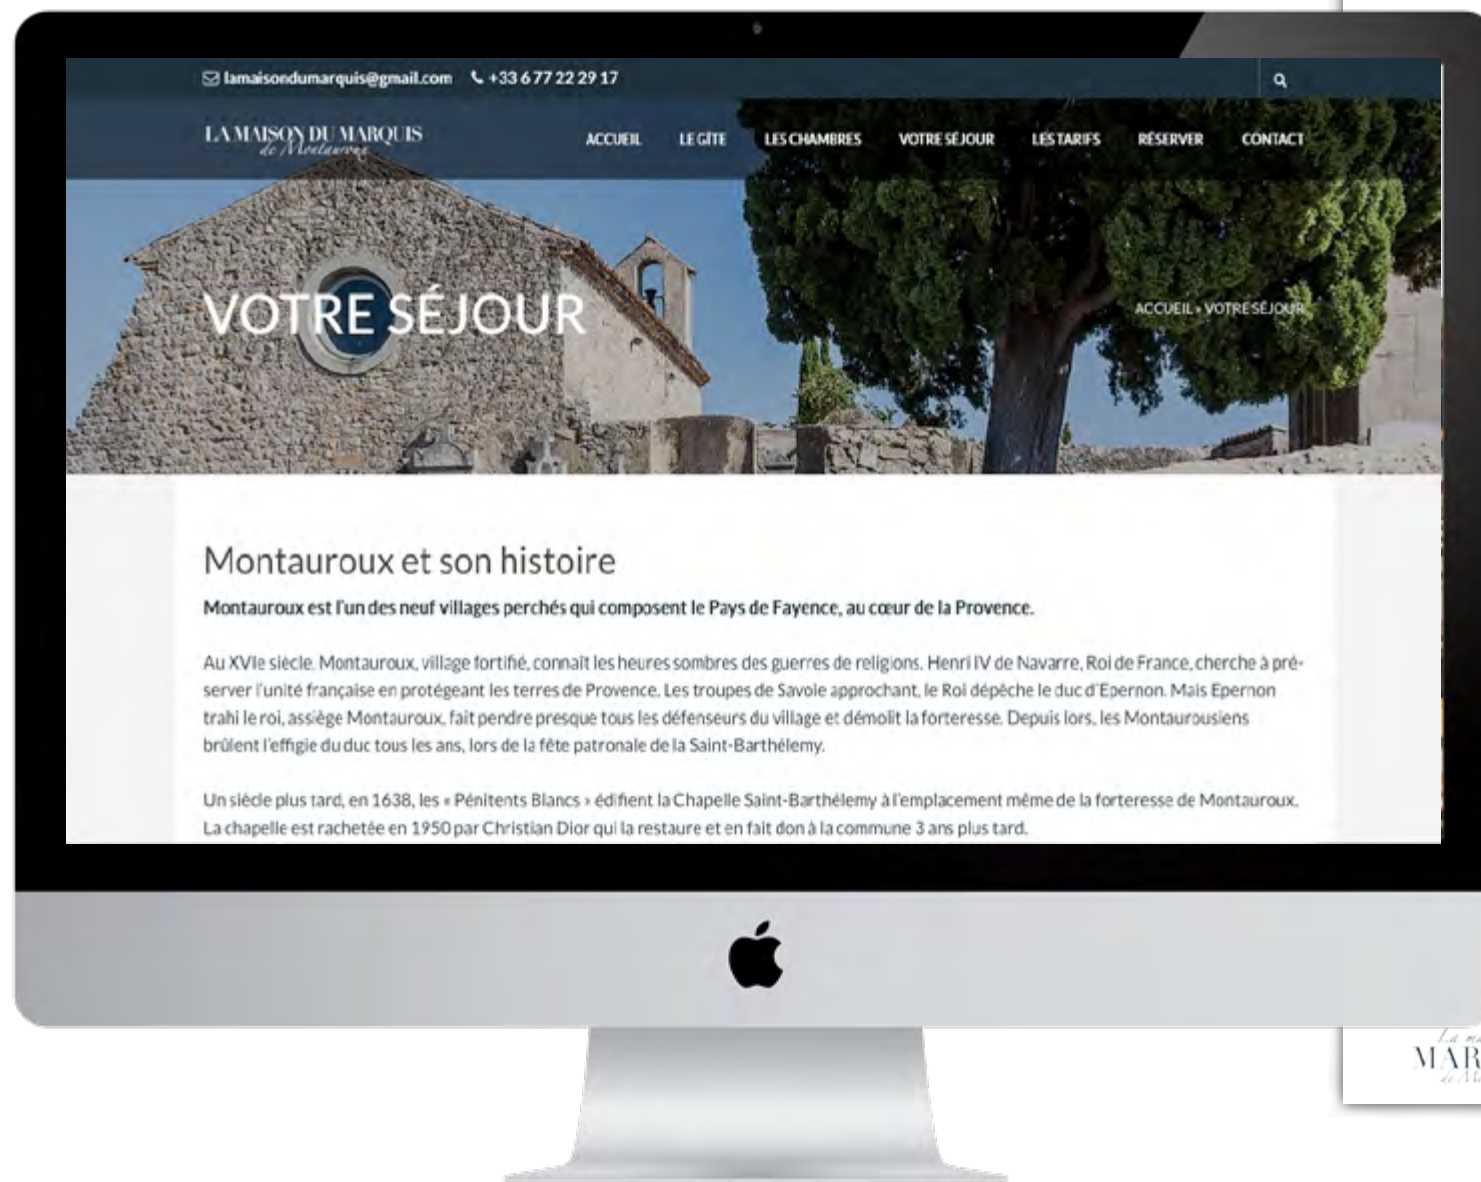 lamaisondumarquis@gmail.com +33 6 77 22 29 17
LA MAISON DU MARQUIS
de Montauroux
ACCUEIL LE GÎTE LES CHAMBRES VOTRE SÉJOUR LES TARIFS RÉSERVER CONTACT
VOTRE SÉJOUR
ACCUEIL » VOTRE SÉJOUR
Montauroux et son histoire
Montauroux est l'un des neuf villages perchés qui composent le Pays de Fayence, au cœur de la Provence.
Au XVIe siècle, Montauroux, village fortifié, connaît les heures sombres des guerres de religions. Henri IV de Navarre, Roi de France, cherche à pré-
server l'unité française en protégeant les terres de Provence. Les troupes de Savoie approchant, le Roi dépêche le duc d'Epernon. Mais Epernon
trahi le roi, assiège Montauroux, fait pendre presque tous les défenseurs du village et démolit la forteresse. Depuis lors, les Montaurousiens
brûlent l'effigie du duc tous les ans, lors de la fête patronale de la Saint-Barthélemy.
Un siècle plus tard, en 1638, les « Pénitents Blancs » édifient la Chapelle Saint-Barthélemy à l'emplacement même de la forteresse de Montauroux.
La chapelle est rachetée en 1950 par Christian Dior qui la restaure et en fait don à la commune 3 ans plus tard.
La ma
MAR
de M